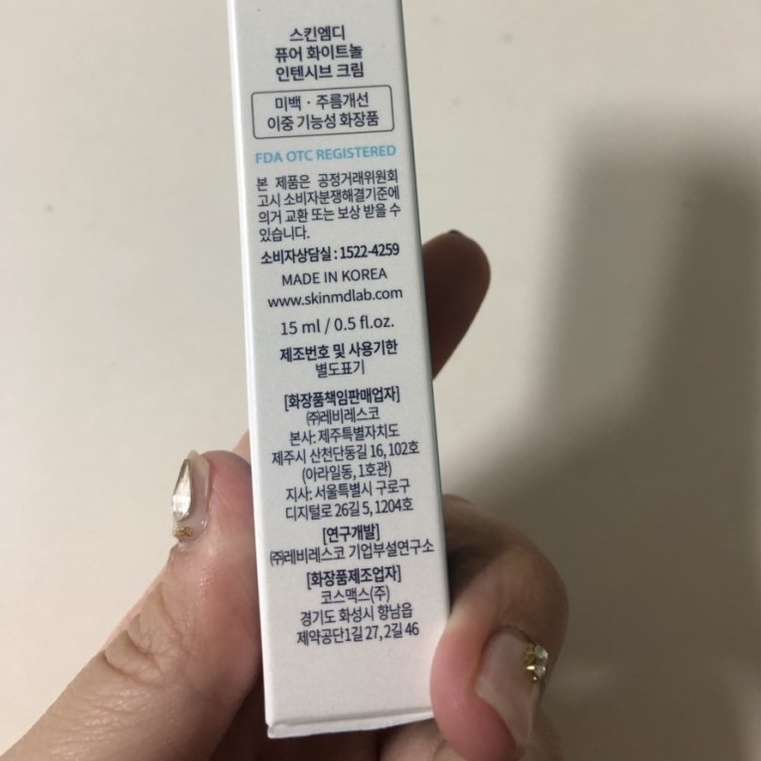 스킨엠디
퓨어 화이트놀
인텐시브 크림
미백 · 주름개선
이중 기능성 화장품
FDA OTC REGISTERED
본 제품은 공정거래위원회
고시 소비자분쟁해결기준에
의거 교환 또는 보상 받을 수
있습니다.
소비자상담실 : 1522-4259
MADE IN KOREA
www.skinmdlab.com
15 ml / 0.5 fl.oz.
제조번호 및 사용기한
별도표기
[화장품책임판매업자]
㈜레비레스코
본사: 제주특별자치도
제주시 산천단동길 16, 102호
(아라일동, 1호관)
지사: 서울특별시 구로구
디지털로 26길 5, 1204호
[연구개발]
㈜레비레스코 기업부설연구소
[화장품제조업자]
코스맥스(주)
경기도 화성시 향남읍
제약공단1길 27, 2길 46